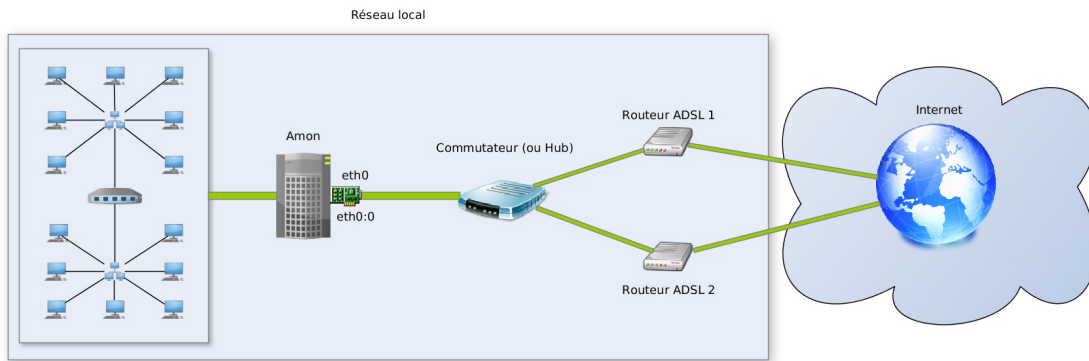 Réseau local
Amon
eth0
eth0:0
Commutateur (ou Hub)
Routeur ADSL 1
Routeur ADSL 2
Internet